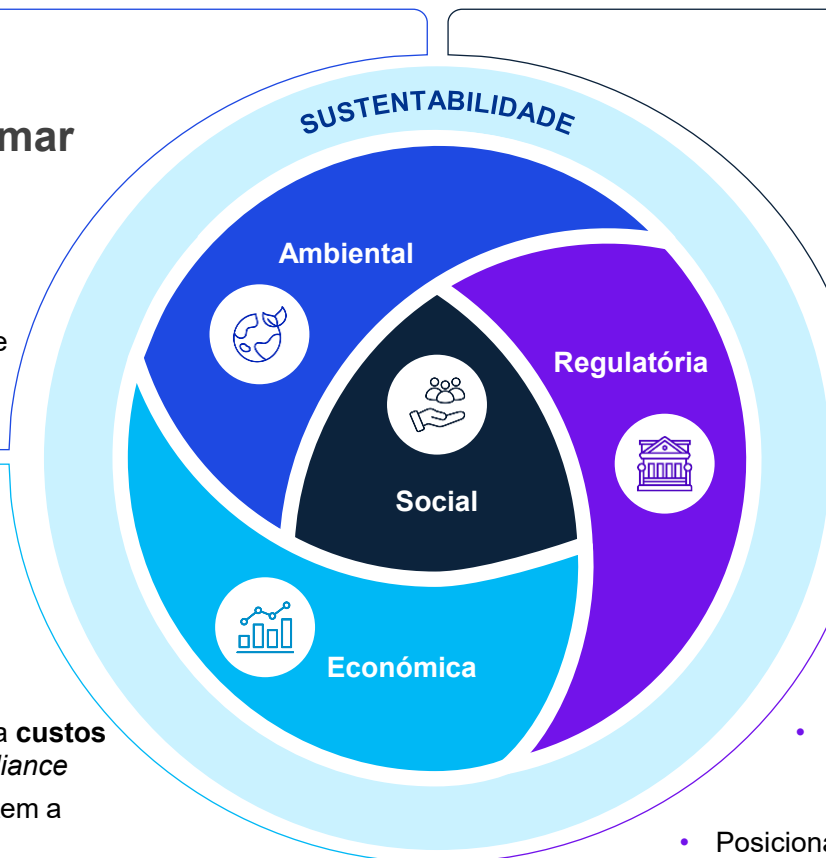 SUSTENTABILIDADE
mar
Ambiental
e
Regulatória
Social
Económica
a custos
liance
em a
•
• Posiciona